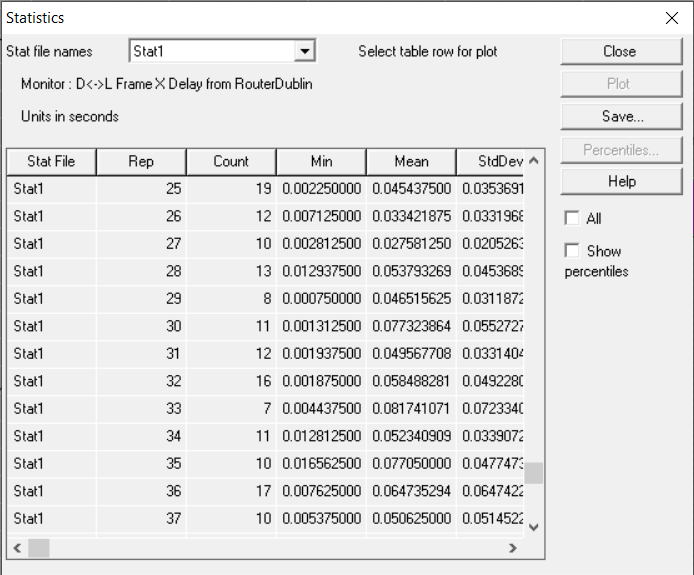 Statistics
Stat file names Stat1 Select table row for plot Close
Monitor : D<->L Frame X Delay from RouterDublin Plot
Units in seconds Save...
Percentiles...
Help
All
Show
percentiles
Stat File Rep Count Min Mean StdDev
Stat1 25 19 0.002250000 0.045437500 0.0353691
Stat1 26 12 0.007125000 0.033421875 0.0331968
Stat1 27 10 0.002812500 0.027581250 0.0205263
Stat1 28 13 0.012937500 0.053793269 0.0453689
Stat1 29 8 0.000750000 0.046515625 0.0311872
Stat1 30 11 0.001312500 0.077323864 0.0552727
Stat1 31 12 0.001937500 0.049567708 0.0331404
Stat1 32 16 0.001875000 0.058488281 0.0492280
Stat1 33 7 0.004437500 0.081741071 0.0723340
Stat1 34 11 0.012812500 0.052340909 0.0339072
Stat1 35 10 0.016562500 0.077050000 0.0477473
Stat1 36 17 0.007625000 0.064735294 0.0647422
Stat1 37 10 0.005375000 0.050625000 0.0514522